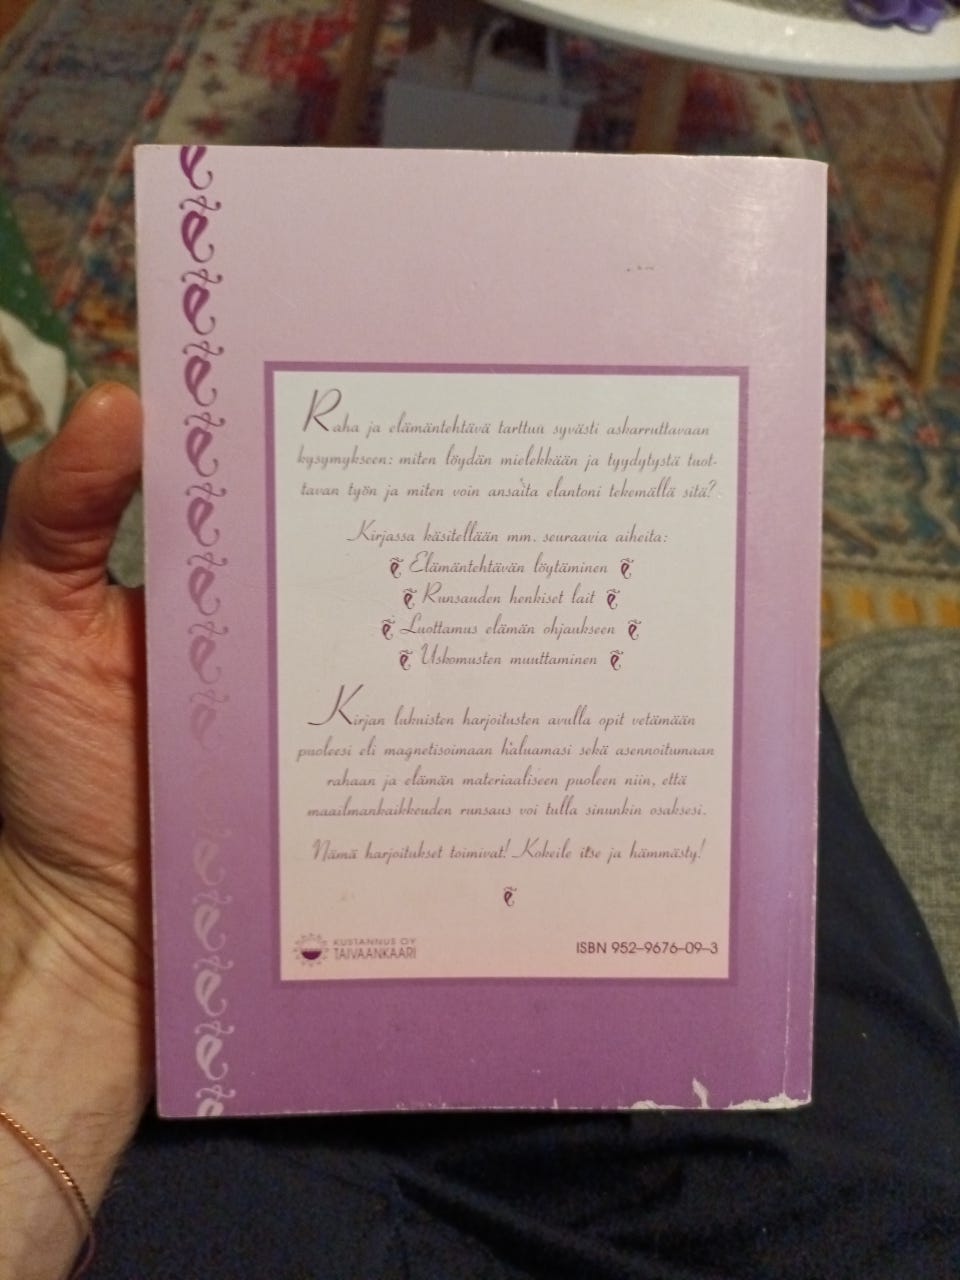 Raha ja elämäntehtävä tarttuu syvästi askarruttavaan
kysymykseen: miten löydän mielekkään ja tyydytystä tuot-
tavan työn ja miten voin ansaita elantoni tekemällä sitä?
Kirjassa käsitellään mm. seuraavia aiheita:
Elämäntehtävän löytäminen
Runsauden henkiset lait
Luottamus elämän ohjaukseen
Uskomusten muuttaminen
Kirjan lukuisten harjoitusten avulla opit vetämään
puoleesi eli magnetisoimaan haluamasi sekä asennoitumaan
rahaan ja elämän materiaaliseen puoleen niin, että
maailmankaikkeuden runsaus voi tulla sinunkin osaksesi.
Nämä harjoitukset toimivat! Kokeile itse ja hämmästy!
KUSTANNUS OY
TAIVAANKAARI
ISBN 952–9676–09–3